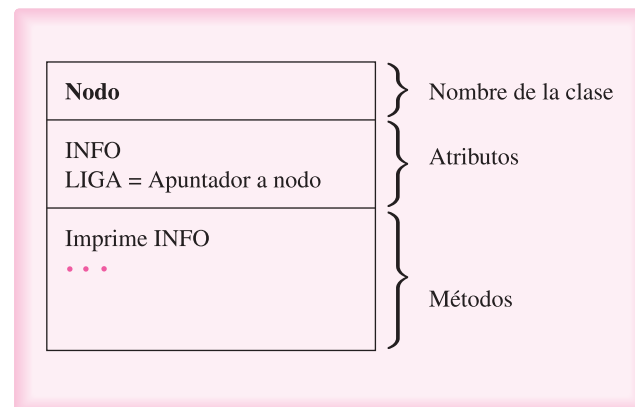 Nodo
Nombre de la clase
INFO
LIGA = Apuntador a nodo
Atributos
Imprime INFO
• • •
Métodos